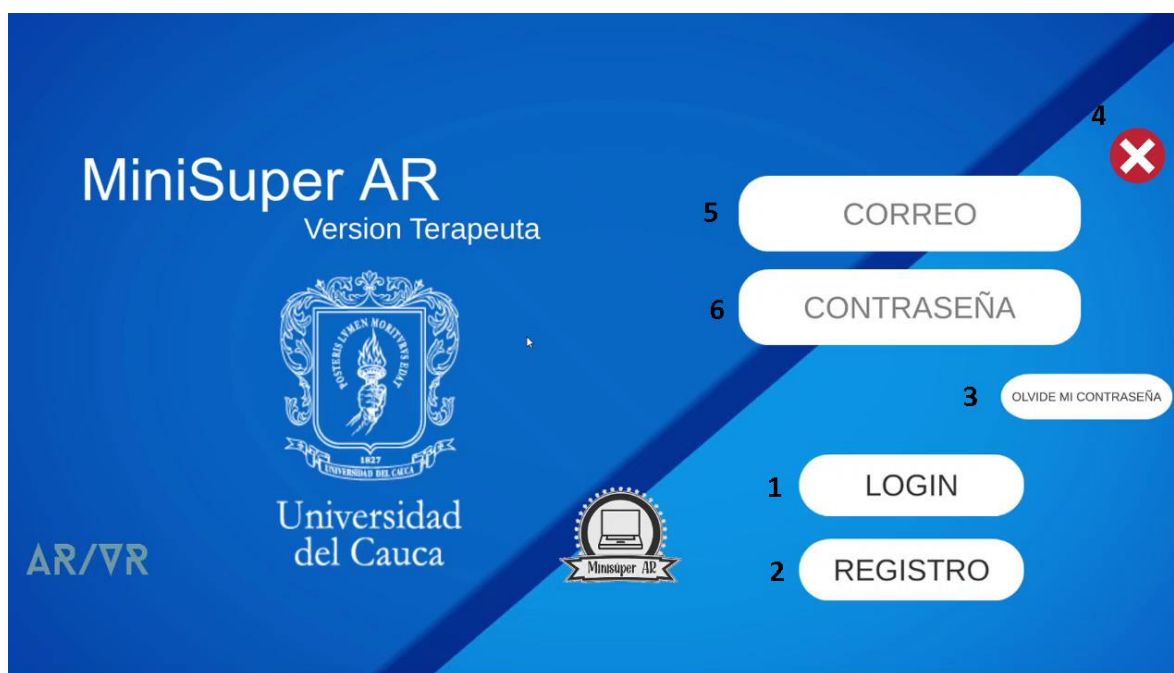 MiniSuper AR
Version Terapeuta
POSTERIS LVMEN MORITVRVS EDAT
1827
UNIVERSIDAD DEL CAUCA
Universidad
del Cauca
AR/VR
Minisúper AR
4
5 CORREO
6 CONTRASEÑA
3 OLVIDE MI CONTRASEÑA
1 LOGIN
2 REGISTRO